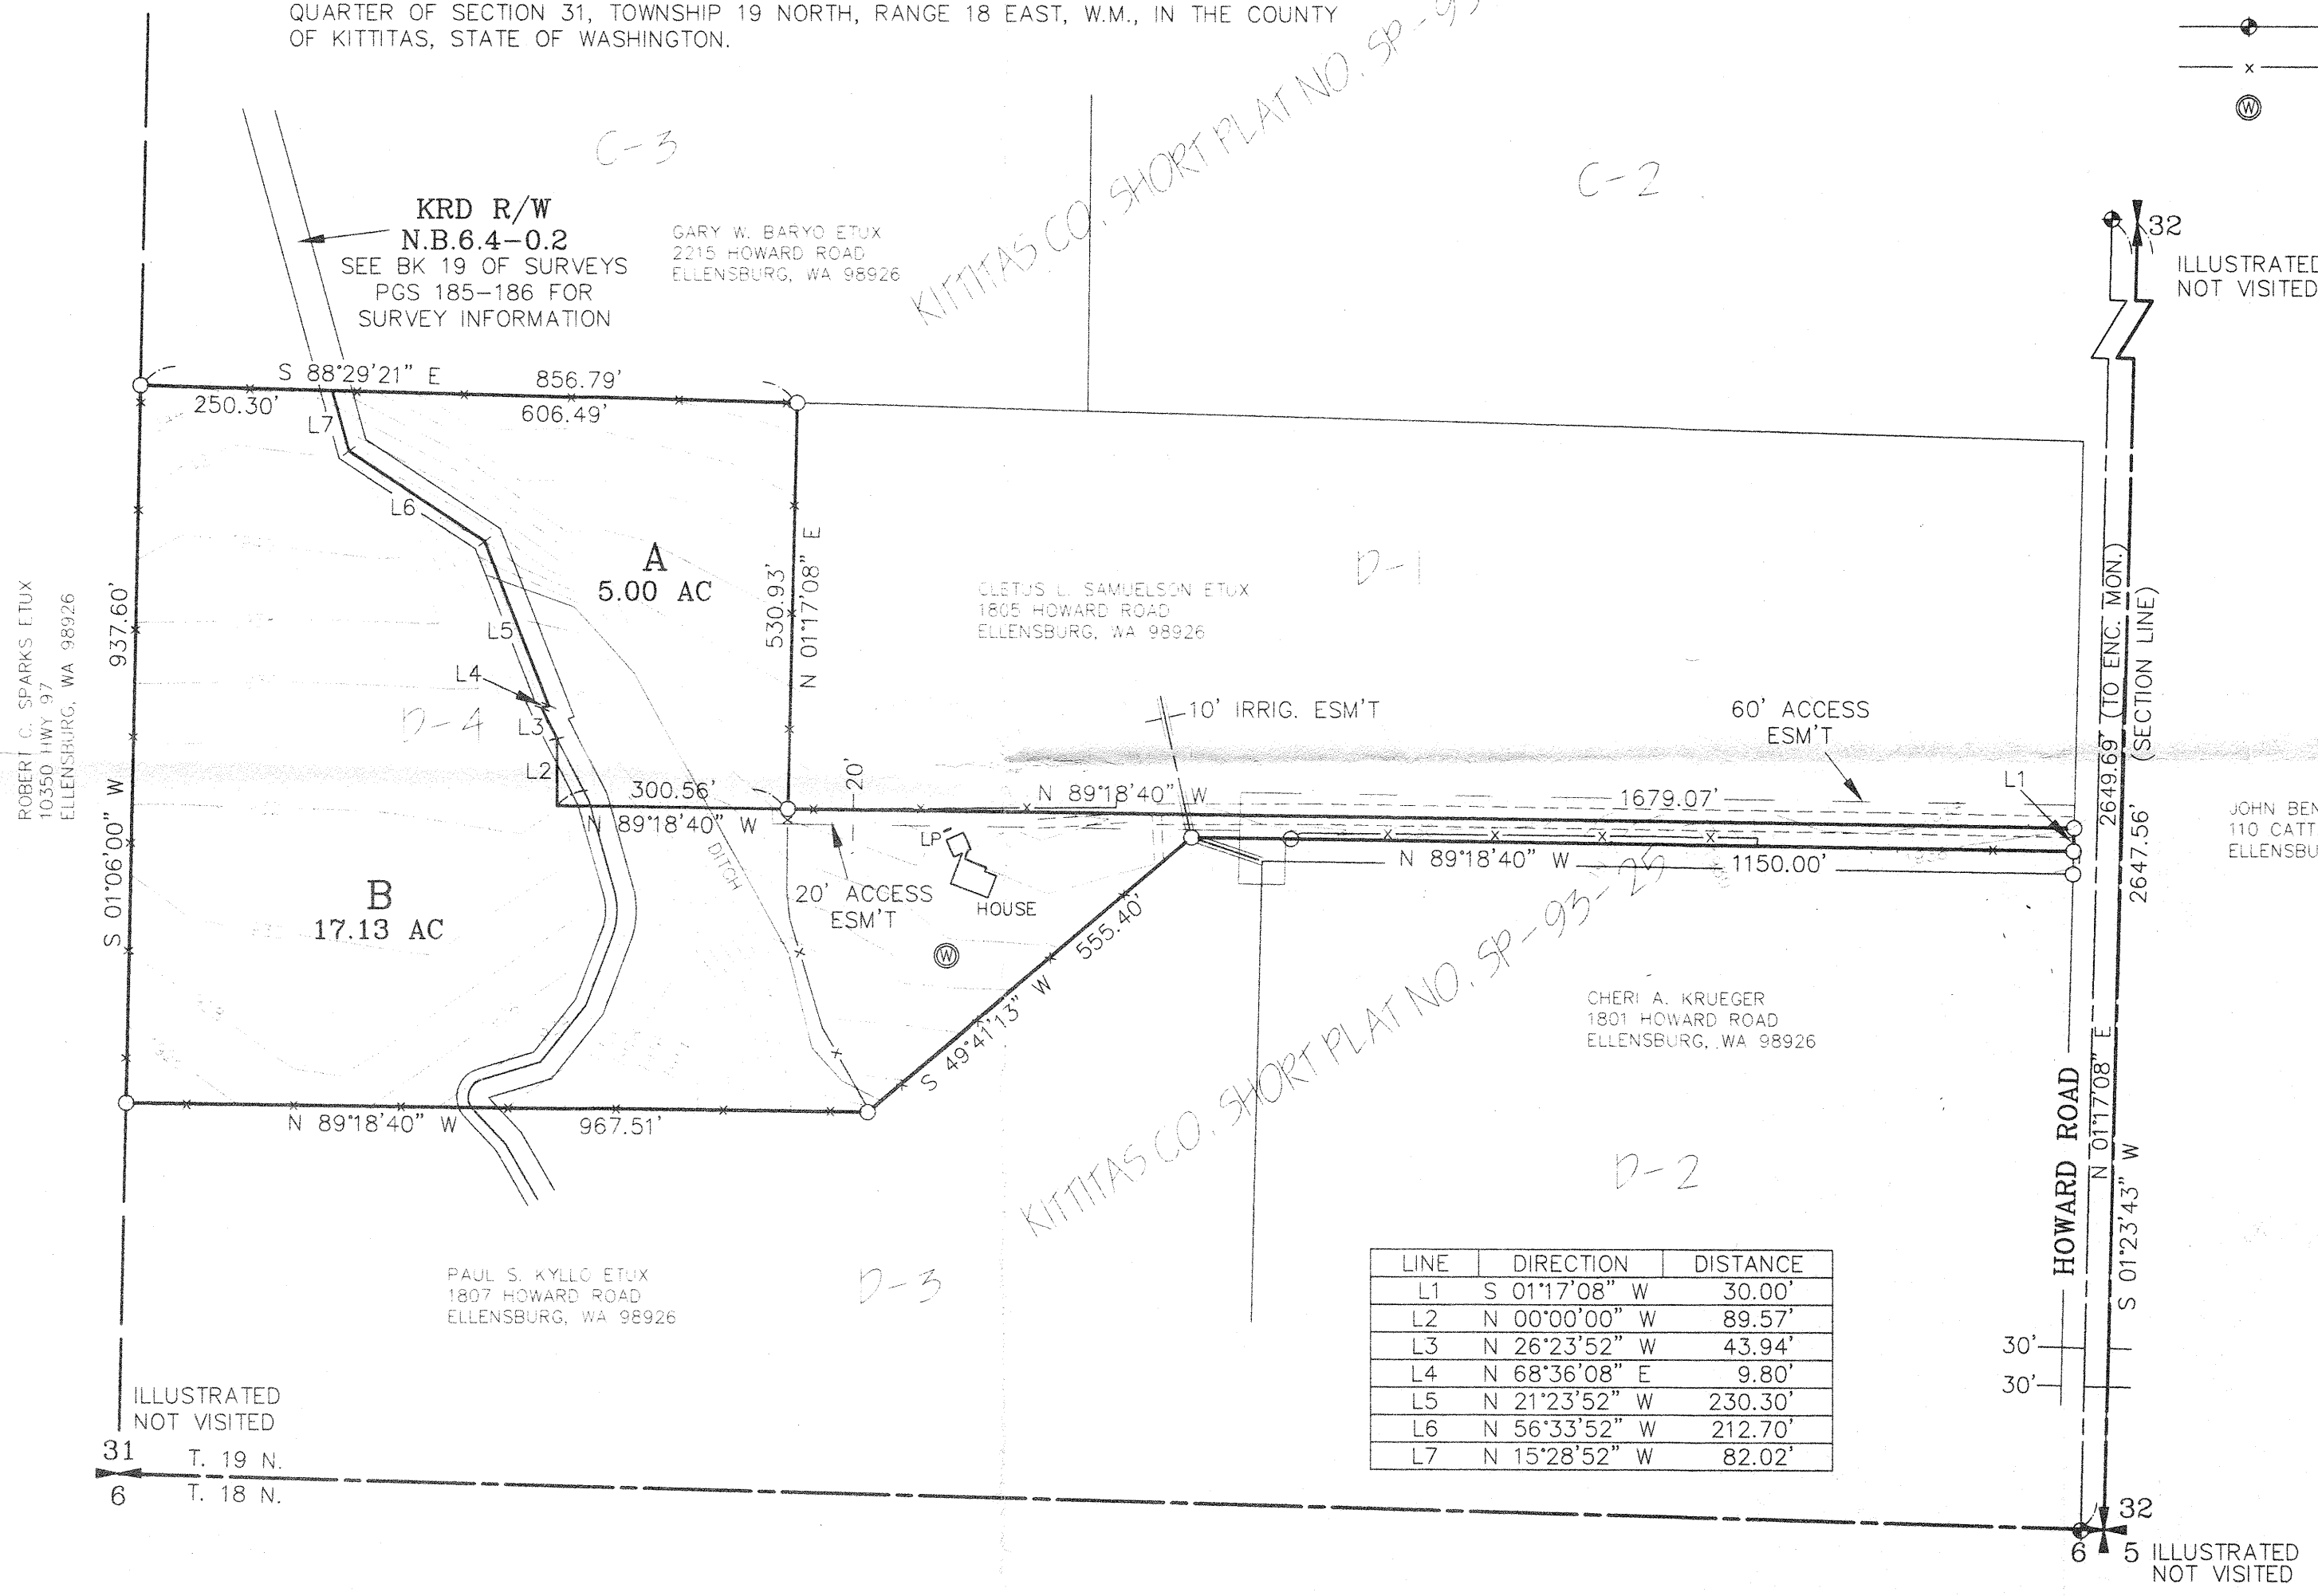 QUARTER OF SECTION 31, TOWNSHIP 19 NORTH, RANGE 18 EAST, W.M., IN THE COUNTY
OF KITTITAS, STATE OF WASHINGTON.
KITTITAS CO. SHORT PLAT NO. SP-93-
C-3
C-2
x
W
KRD R/W
N.B.6.4-0.2
SEE BK 19 OF SURVEYS
PGS 185-186 FOR
SURVEY INFORMATION
GARY W. BARYO ETUX
2215 HOWARD ROAD
ELLENSBURG, WA 98926
32
ILLUSTRATED
NOT VISITED
S 88°29'21" E
856.79'
250.30'
606.49'
L7
L6
L5
L4
L3
L2
A
5.00 AC
530.93'
N 01°17'08" E
D-1
CLETUS L. SAMUELSON ETUX
1805 HOWARD ROAD
ELLENSBURG, WA 98926
ROBERT C. SPARKS ETUX
10350 HWY 97
ELLENSBURG, WA 98926
937.60'
S 01°06'00" W
D-4
10' IRRIG. ESM'T
60' ACCESS
ESM'T
L1
2649.69' (TO ENC. MON.)
2647.56' (SECTION LINE)
300.56'
N 89°18'40" W
20'
N 89°18'40" W
1679.07'
LP
HOUSE
DITCH
20' ACCESS
ESM'T
N 89°18'40" W
1150.00'
JOHN BEN
110 CATT
ELLENSBU
B
17.13 AC
W
555.40'
S 49°41'13" W
KITTITAS CO. SHORT PLAT NO. SP-93-25
CHERI A. KRUEGER
1801 HOWARD ROAD
ELLENSBURG, WA 98926
N 89°18'40" W
967.51'
HOWARD ROAD
N 01°17'08" E
S 01°23'43" W
D-2
D-3
PAUL S. KYLLO ETUX
1807 HOWARD ROAD
ELLENSBURG, WA 98926
LINE DIRECTION DISTANCE
L1 S 01°17'08" W 30.00'
L2 N 00°00'00" W 89.57'
L3 N 26°23'52" W 43.94'
L4 N 68°36'08" E 9.80'
L5 N 21°23'52" W 230.30'
L6 N 56°33'52" W 212.70'
L7 N 15°28'52" W 82.02'
30'
30'
ILLUSTRATED
NOT VISITED
31
T. 19 N.
6
T. 18 N.
32
6
5
ILLUSTRATED
NOT VISITED